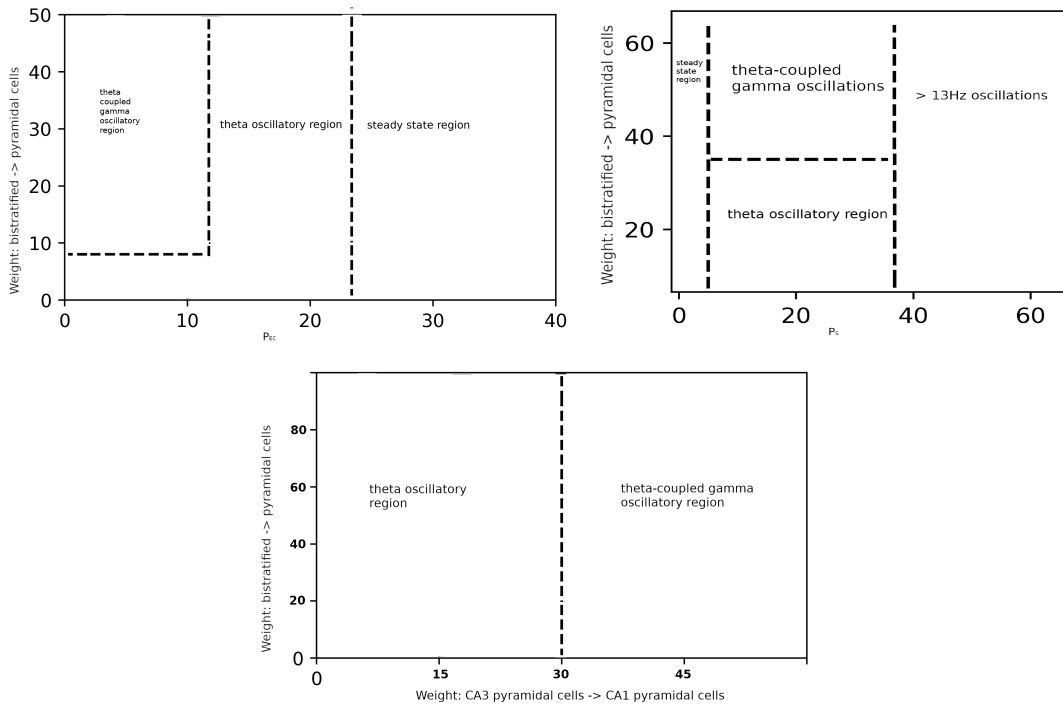 50
40
30
20
10
0
0
10
20
30
40
Weight: bistratified -> pyramidal cells
theta
coupled
gamma
oscillatory
region
theta oscillatory region
steady state region
P_EC
60
40
20
0
20
40
60
Weight: bistratified -> pyramidal cells
steady
state
region
theta-coupled
gamma oscillations
> 13Hz oscillations
theta oscillatory region
P_S
80
60
40
20
0
0
15
30
45
Weight: bistratified -> pyramidal cells
theta oscillatory
region
theta-coupled gamma
oscillatory region
Weight: CA3 pyramidal cells -> CA1 pyramidal cells